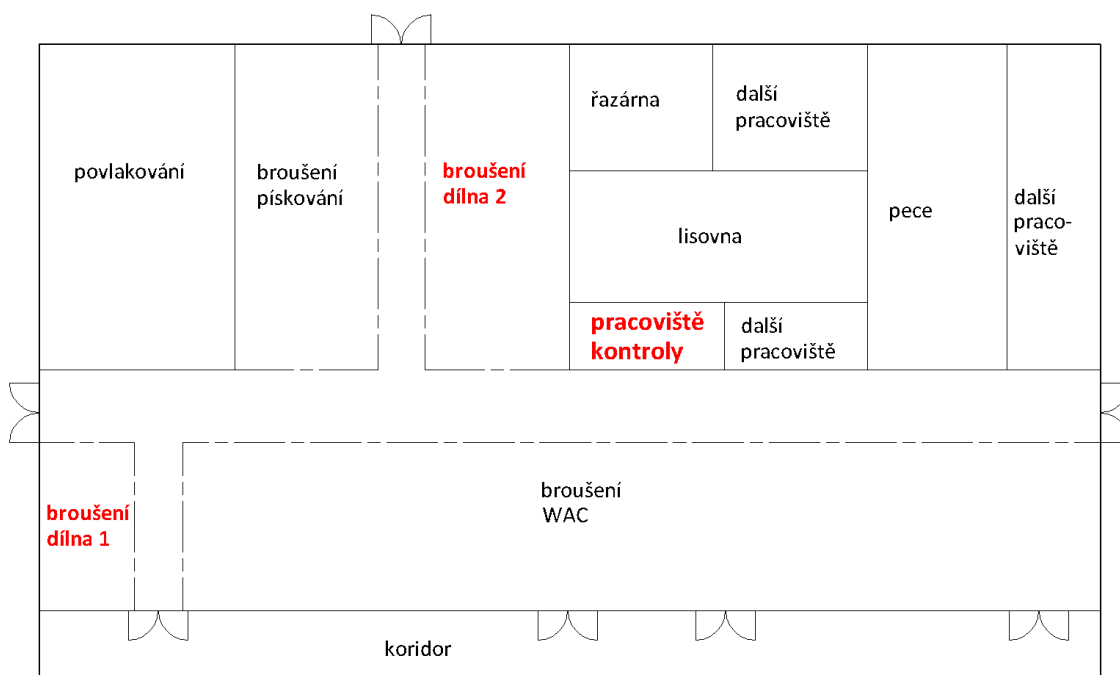 povlakování
broušení
pískování
broušení
dílna 2
řazárna
další
pracoviště
lisovna
pracoviště
kontroly
další
pracoviště
pece
další
praco-
viště
broušení
dílna 1
broušení
WAC
koridor